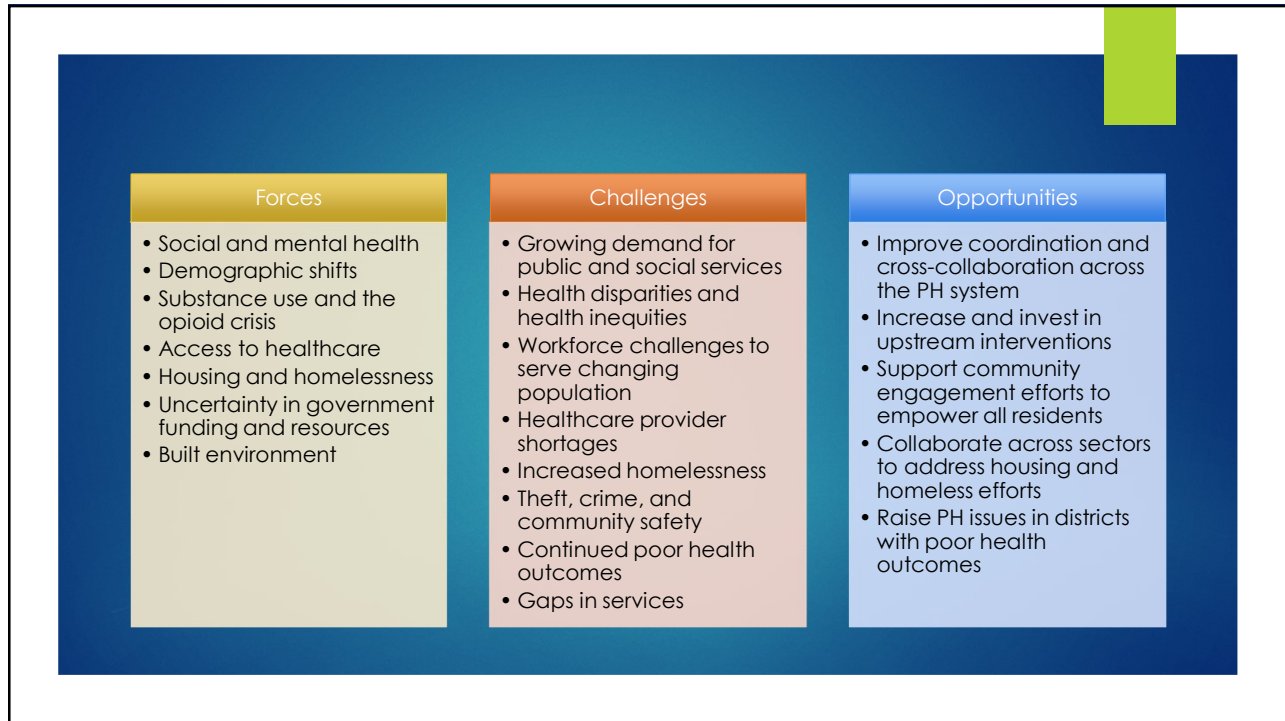 Forces
• Social and mental health
• Demographic shifts
• Substance use and the
opioid crisis
• Access to healthcare
• Housing and homelessness
• Uncertainty in government
funding and resources
• Built environment
Challenges
• Growing demand for
public and social services
• Health disparities and
health inequities
• Workforce challenges to
serve changing
population
• Healthcare provider
shortages
• Increased homelessness
• Theft, crime, and
community safety
• Continued poor health
outcomes
• Gaps in services
Opportunities
• Improve coordination and
cross-collaboration across
the PH system
• Increase and invest in
upstream interventions
• Support community
engagement efforts to
empower all residents
• Collaborate across sectors
to address housing and
homeless efforts
• Raise PH issues in districts
with poor health
outcomes